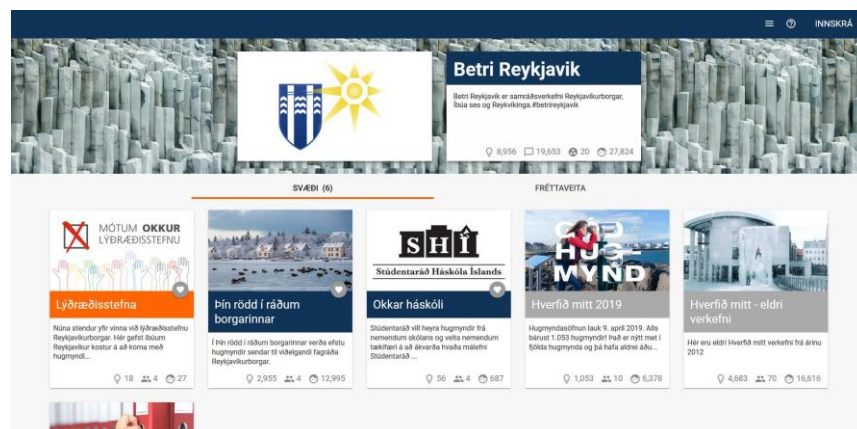 INNSKRÁ
Betri Reykjavik
Betri Reykjavik er samráðsverkefni Reykjavíkurborgar,
Íbúa ses og Reykvíkinga.#betrireykjavik
8,956 19,653 20 27,824
SVÆÐI (6)
FRÉTTAVEITA
MÓTUM OKKUR
LÝÐRÆÐISSTEFNU
Lýðræðisstefna
Núna stendur yfir vinna við lýðræðisstefnu
Reykjavíkurborgar. Hér gefst íbúum
Reykjavíkur kostur á að koma með
hugmyndi...
18 4 27
Þín rödd í ráðum
borgarinnar
Í Þín rödd í ráðum borgarinnar verða efstu
hugmyndir sendar til viðeigandi fagráða
Reykjavíkurborgar.
2,955 4 12,995
SHÍ
Stúdentaráð Háskóla Íslands
Okkar háskóli
Stúdentaráð vill heyra hugmyndir frá
nemendum skólans og veita nemendum
tækifæri á að ákvarða hvaða málefni
Stúdentaráð ...
56 4 687
GÓÐ
HUG-
MYND
Hverfið mitt 2019
Hugmyndasöfnun lauk 9. apríl 2019. Alls
bárust 1.053 hugmyndir! Það er nýtt met í
fjölda hugmynda og þá hafa aldrei áðu...
1,053 10 6,378
Hverfið mitt - eldri
verkefni
Hér eru eldri Hverfið mitt verkefni frá árinu
2012
4,683 70 16,616